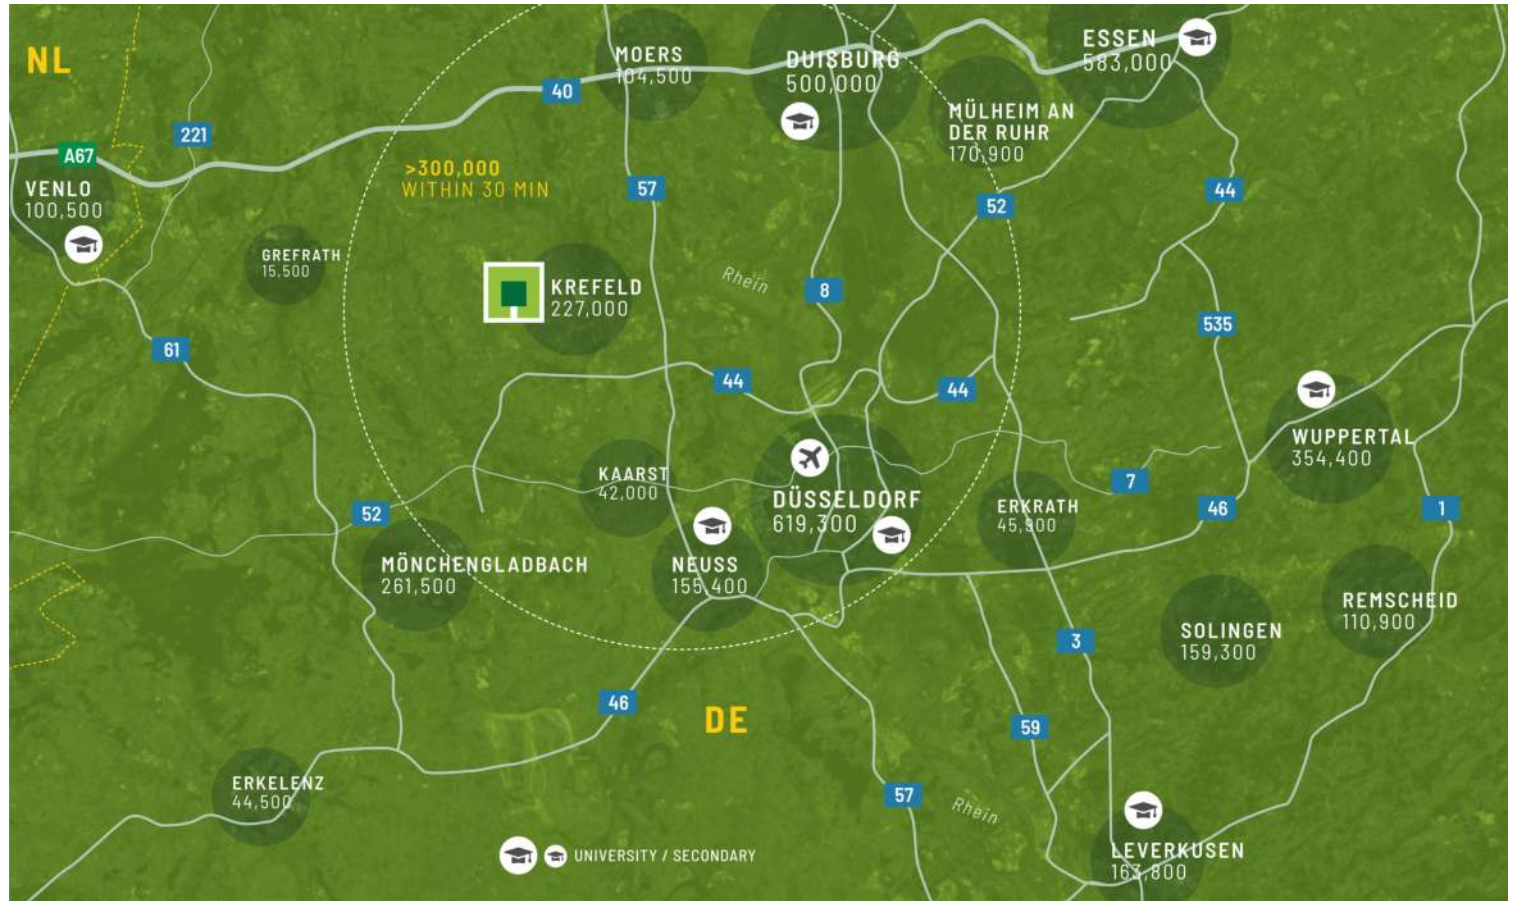 NL
MOERS
104,500
DUISBURG
500,000
ESSEN
583,000
40
MÜLHEIM AN
DER RUHR
170,900
221
A67
>300,000
WITHIN 30 MIN
VENLO
100,500
57
44
52
GREFRATH
15,500
Rhein
8
KREFELD
227,000
535
61
44
44
WUPPERTAL
354,400
KAARST
42,000
7
DÜSSELDORF
619,300
ERKRATH
45,900
46
1
52
MÖNCHENGLADBACH
261,500
NEUSS
155,400
REMSCHEID
110,900
SOLINGEN
159,300
3
46
DE
59
ERKELENZ
44,500
57
Rhein
UNIVERSITY / SECONDARY
LEVERKUSEN
163,800